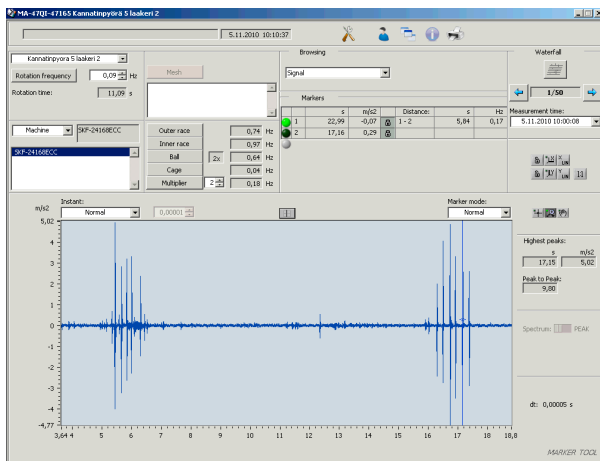 MA-47QI-47165 Kannatinpyörä 5 laakeri 2
5.11.2010 10:10:37
Kannatinpyora 5 laakeri 2
Rotation frequency 0,09 Hz
Rotation time: 11,09 s
Mesh
Browsing
Signal
Markers
s m/s2 Distance: s Hz
1 22,99 -0,07 1 - 2 5,84 0,17
2 17,16 0,29
Waterfall
1/50
Measurement time:
5.11.2010 10:00:08
Machine SKF-24168ECC
SKF-24168ECC
Outer race 0,74 Hz
Inner race 0,97 Hz
Ball 2x 0,64 Hz
Cage 0,04 Hz
Multiplier 2 0,18 Hz
1:1
m/s2
Instant:
Normal 0,00001
Marker mode:
Normal
5,02
4
3
2
1
0
-1
-2
-3
-4
-4,77
3,64 4 5 6 7 8 9 10 11 12 13 14 15 16 17 18 18,8
Highest peaks:
s m/s2
17,15 5,02
Peak to Peak:
9,80
Spectrum: PEAK
dt: 0,00005 s
MARKER TOOL